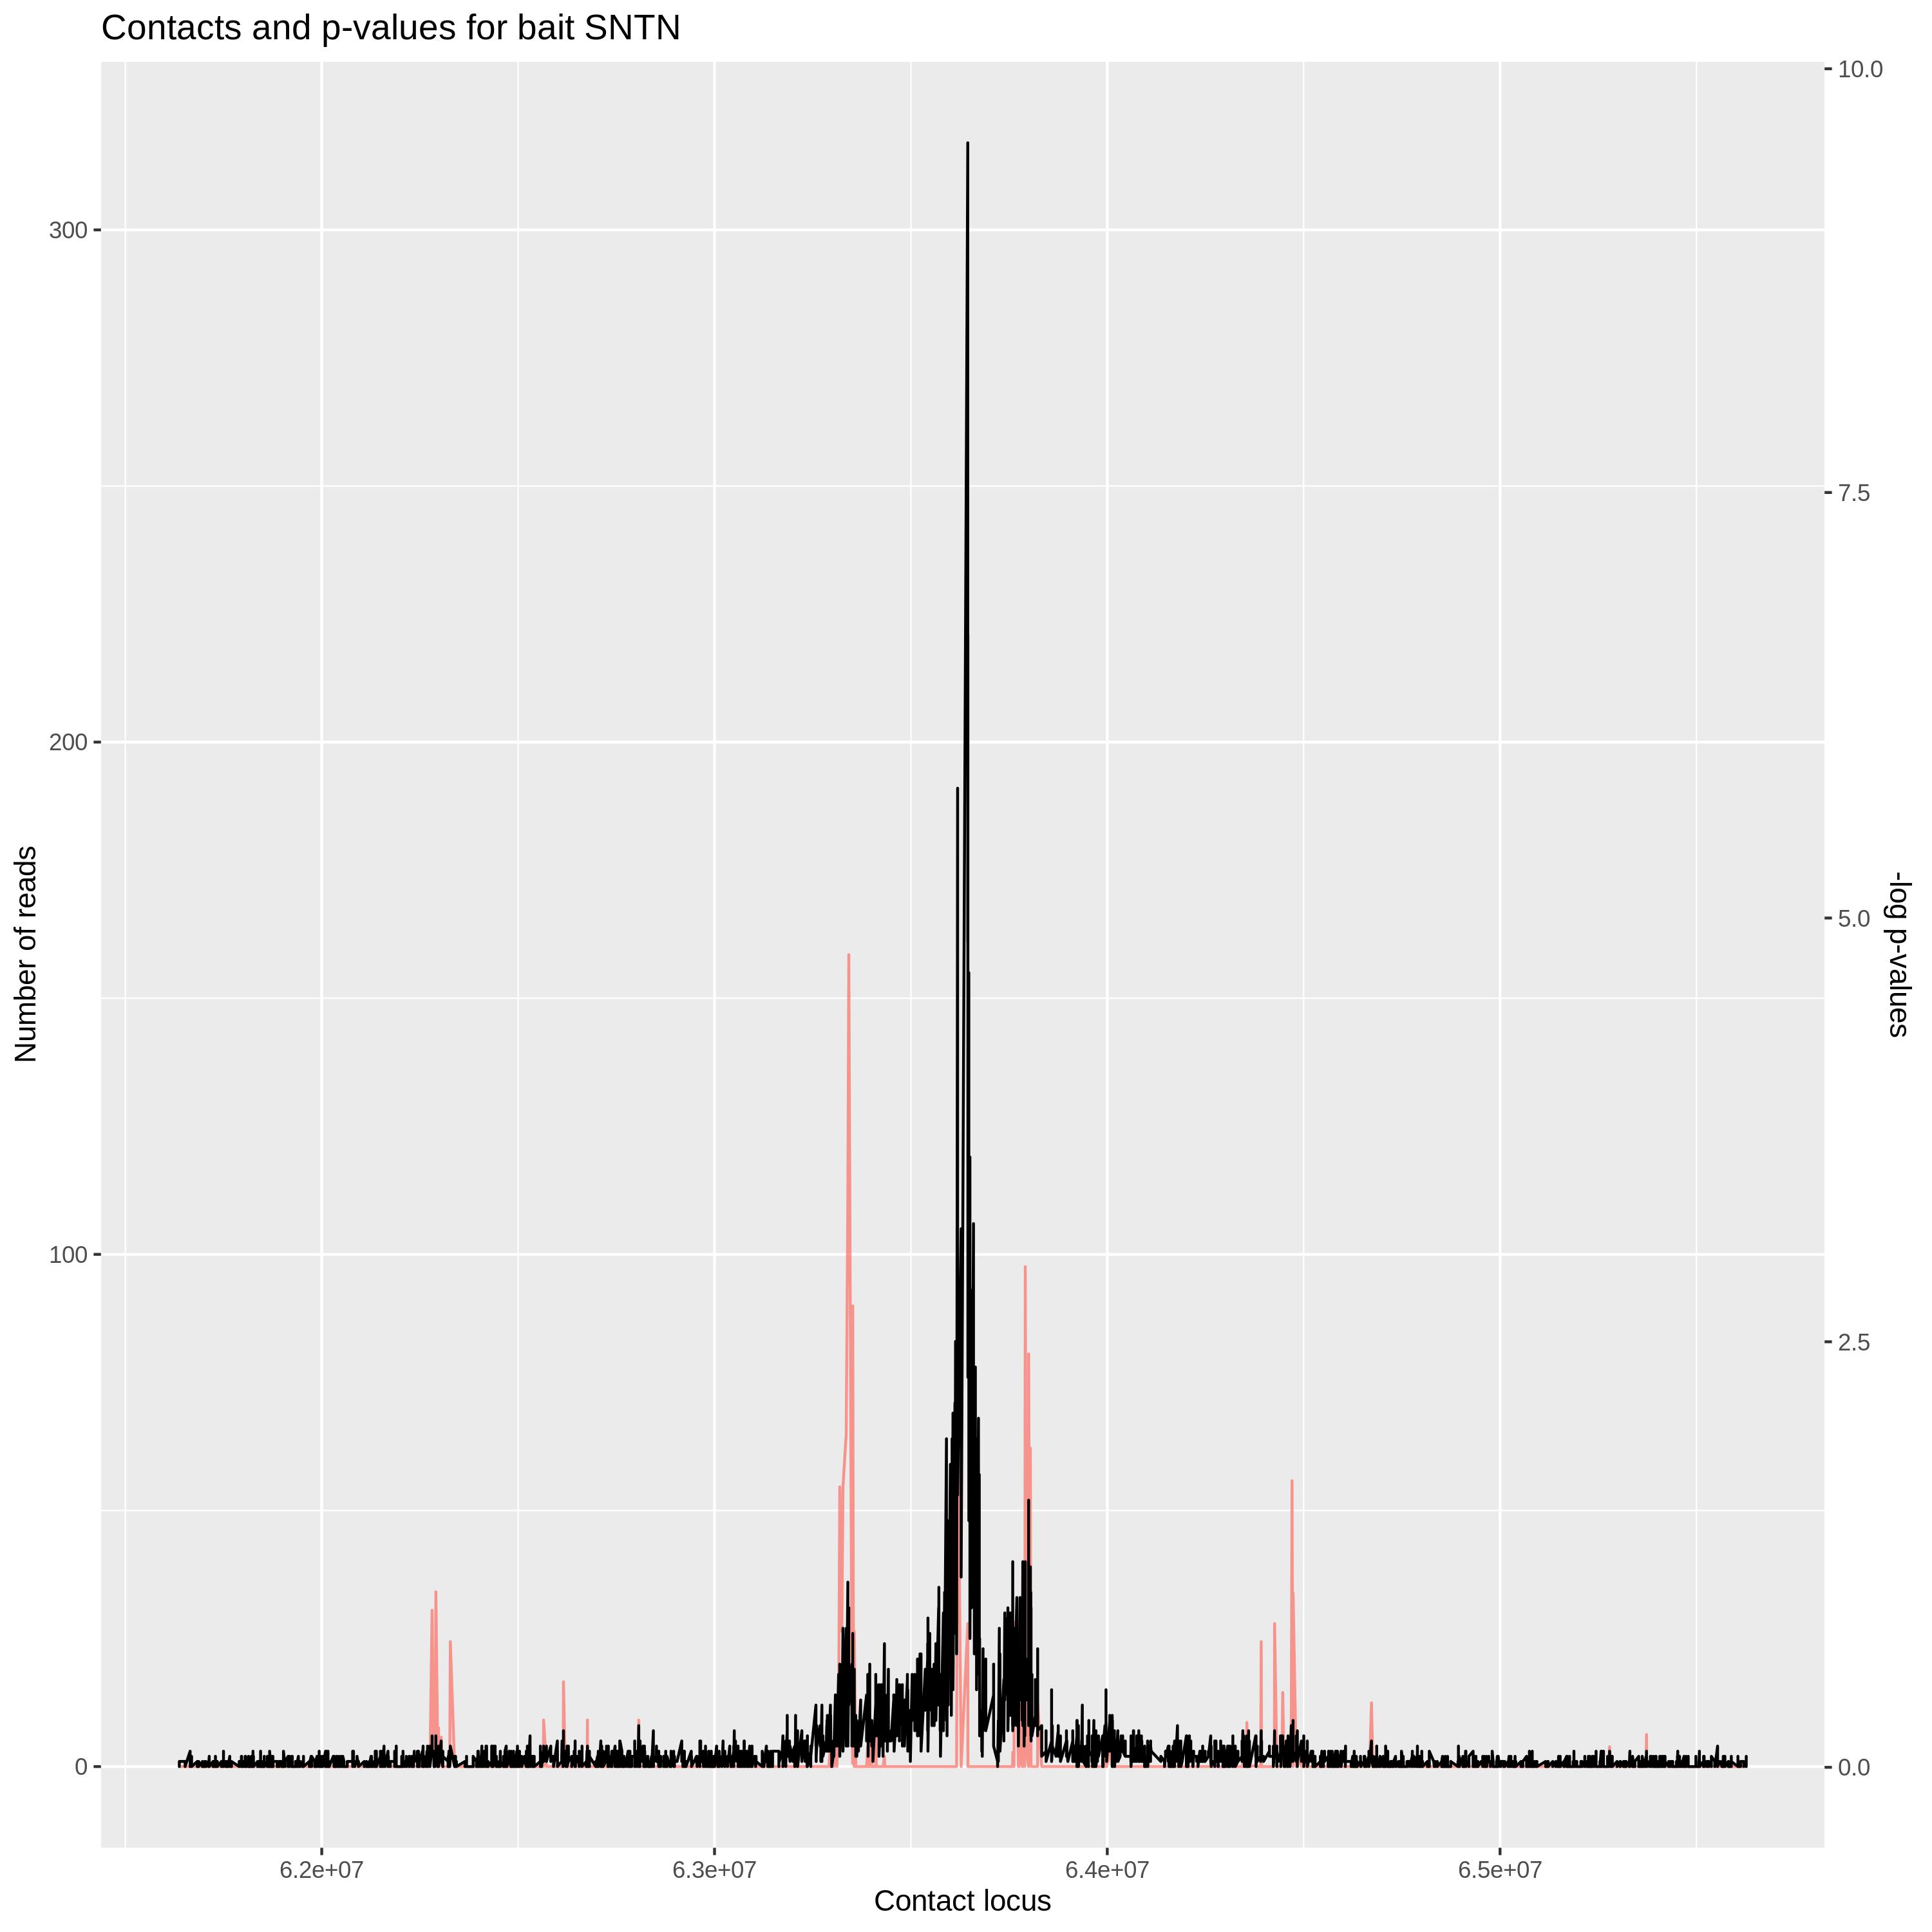 Contacts and p-values for bait SNTN
10.0
300
7.5
200
5.0
Number of reads
-log p-values
100
2.5
0
0.0
6.2e+07 6.3e+07 6.4e+07 6.5e+07
Contact locus